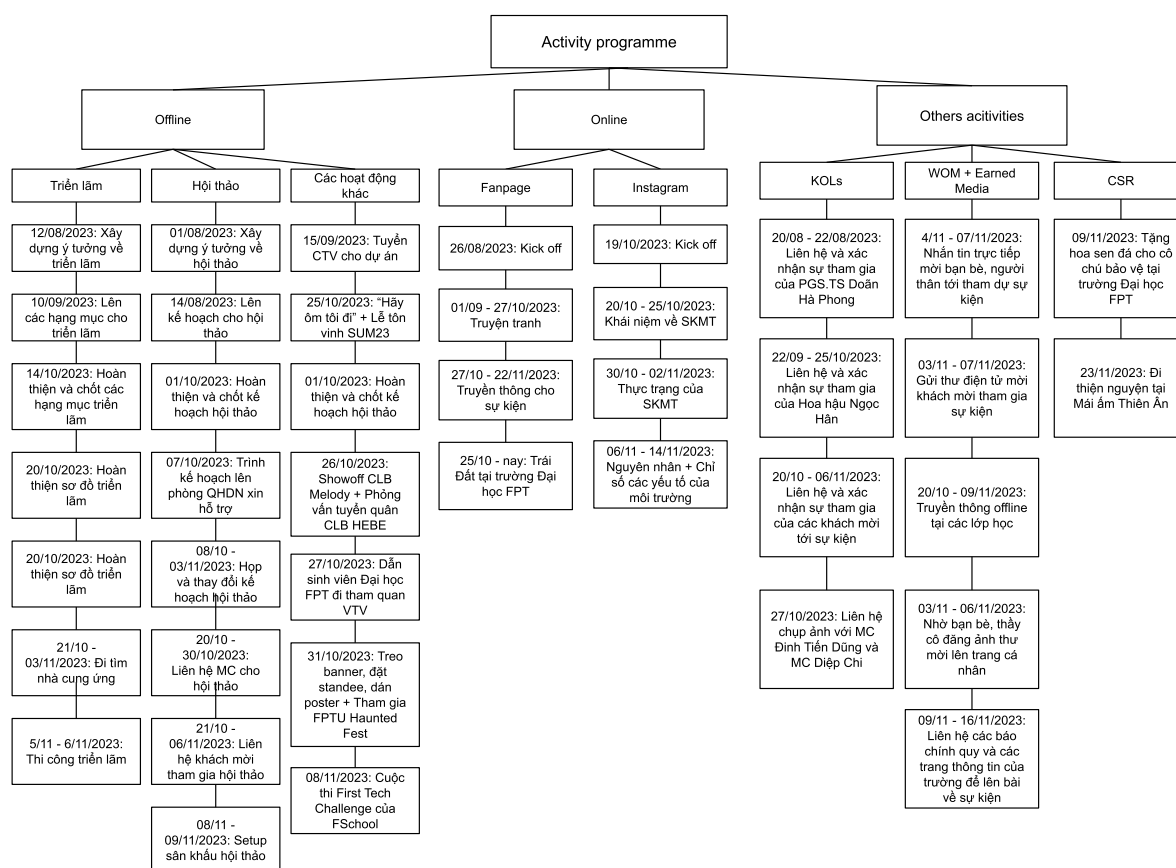 Activity programme
Offline
Online
Others acitivities
Triển lãm
12/08/2023: Xây
dựng ý tưởng về
triển lãm
10/09/2023: Lên
các hạng mục cho
triển lãm
14/10/2023: Hoàn
thiện và chốt các
hạng mục triển
lãm
20/10/2023: Hoàn
thiện sơ đồ triển
lãm
20/10/2023: Hoàn
thiện sơ đồ triển
lãm
21/10 -
03/11/2023: Đi tìm
nhà cung ứng
5/11 - 6/11/2023:
Thi công triển lãm
Hội thảo
01/08/2023: Xây
dựng ý tưởng về
hội thảo
14/08/2023: Lên
kế hoạch cho hội
thảo
01/10/2023: Hoàn
thiện và chốt kế
hoạch hội thảo
07/10/2023: Trình
kế hoạch lên
phòng QHDN xin
hỗ trợ
08/10 -
03/11/2023: Họp
và thay đổi kế
hoạch hội thảo
20/10 -
30/10/2023:
Liên hệ MC cho
hội thảo
21/10 -
06/11/2023: Liên
hệ khách mời
tham gia hội thảo
08/11 -
09/11/2023: Setup
sân khấu hội thảo
Các hoạt động
khác
15/09/2023: Tuyển
CTV cho dự án
25/10/2023: “Hãy
ôm tôi đi” + Lễ tôn
vinh SUM23
01/10/2023: Hoàn
thiện và chốt kế
hoạch hội thảo
26/10/2023:
Showoff CLB
Melody + Phỏng
vấn tuyển quân
CLB HEBE
27/10/2023: Dẫn
sinh viên Đại học
FPT đi tham quan
VTV
31/10/2023: Treo
banner, đặt
standee, dán
poster + Tham gia
FPTU Haunted
Fest
08/11/2023: Cuộc
thi First Tech
Challenge của
FSchool
Fanpage
26/08/2023: Kick off
01/09 - 27/10/2023:
Truyện tranh
27/10 - 22/11/2023:
Truyền thông cho
sự kiện
25/10 - nay: Trái
Đất tại trường Đại
học FPT
Instagram
19/10/2023: Kick off
20/10 - 25/10/2023:
Khái niệm về SKMT
30/10 - 02/11/2023:
Thực trạng của
SKMT
06/11 - 14/11/2023:
Nguyên nhân + Chỉ
số các yếu tố của
môi trường
KOLs
20/08 - 22/08/2023:
Liên hệ và xác
nhận sự tham gia
của PGS.TS Doãn
Hà Phong
22/09 - 25/10/2023:
Liên hệ và xác
nhận sự tham gia
của Hoa hậu Ngọc
Hân
20/10 - 06/11/2023:
Liên hệ và xác
nhận sự tham gia
của các khách mời
tới sự kiện
27/10/2023: Liên hệ
chụp ảnh với MC
Đinh Tiến Dũng và
MC Diệp Chi
WOM + Earned
Media
4/11 - 07/11/2023:
Nhắn tin trực tiếp
mời bạn bè, người
thân tới tham dự sự
kiện
03/11 - 07/11/2023:
Gửi thư điện tử mời
khách mời tham gia
sự kiện
20/10 - 09/11/2023:
Truyền thông offline
tại các lớp học
03/11 - 06/11/2023:
Nhờ bạn bè, thầy
cô đăng ảnh thư
mời lên trang cá
nhân
09/11 - 16/11/2023:
Liên hệ các báo
chính quy và các
trang thông tin của
trường để lên bài
về sự kiện
CSR
09/11/2023: Tặng
hoa sen đá cho cô
chú bảo vệ tại
trường Đại học
FPT
23/11/2023: Đi
thiện nguyện tại
Mái ấm Thiên Ân